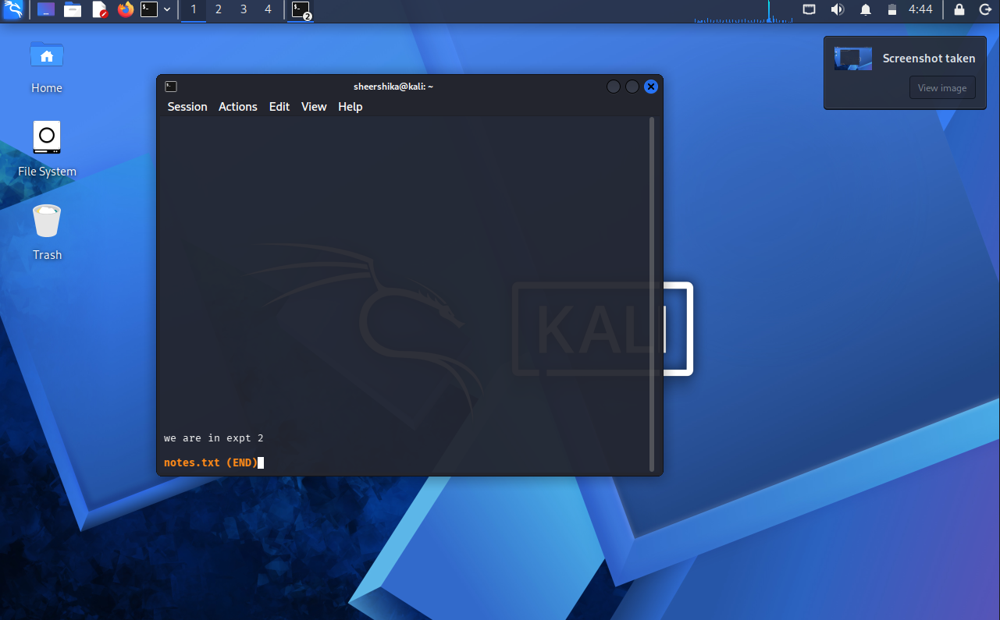 1 2 3 4
2
4:44
Screenshot taken
View image
Home
File System
Trash
sheershika@kali: ~
Session Actions Edit View Help
KALI
we are in expt 2
notes.txt (END)